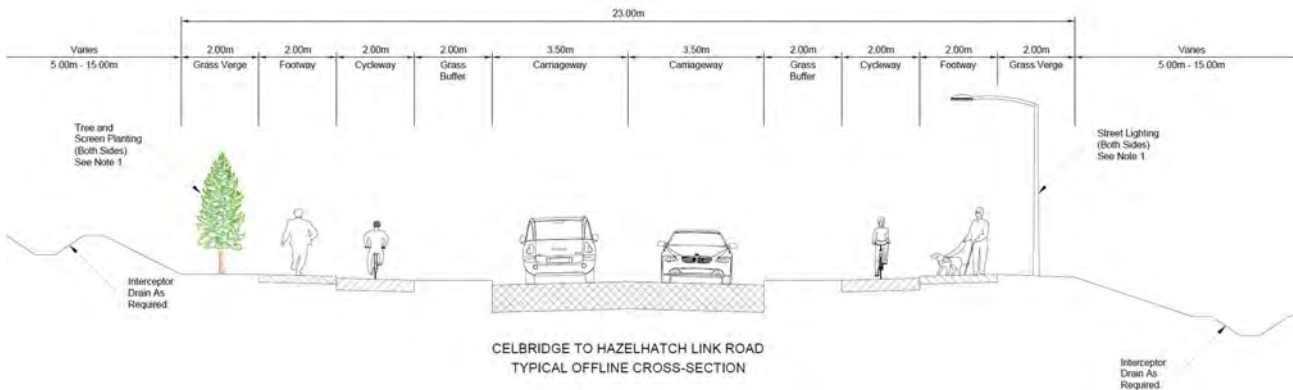 23.00m
Varies
2.00m
2.00m
2.00m
2.00m
3.50m
3.50m
2.00m
2.00m
2.00m
2.00m
Varies
5.00m - 15.00m
Grass Verge
Footway
Cycleway
Grass
Buffer
Carriageway
Carriageway
Grass
Buffer
Cycleway
Footway
Grass Verge
5.00m - 15.00m
Tree and
Screen Planting
(Both Sides)
See Note 1
Street Lighting
(Both Sides)
See Note 1
Interceptor
Drain As
Required.
CELBRIDGE TO HAZELHATCH LINK ROAD
TYPICAL OFFLINE CROSS-SECTION
Interceptor
Drain As
Required.